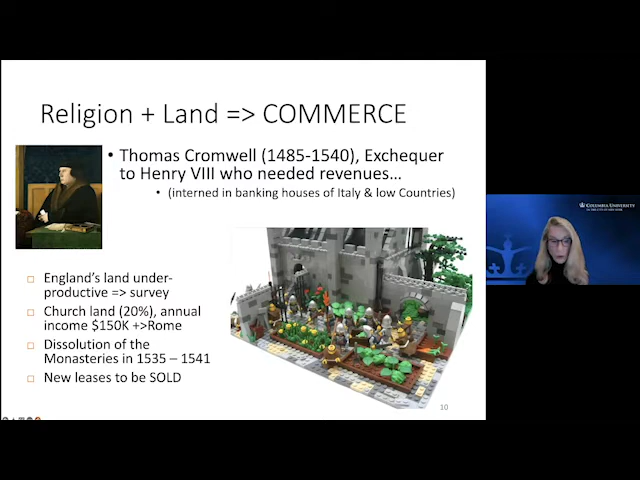 Religion + Land => COMMERCE
• Thomas Cromwell (1485-1540), Exchequer
to Henry VIII who needed revenues…
• (interned in banking houses of Italy & low Countries)
England's land under-
productive => survey
Church land (20%), annual
income $150K +>Rome
Dissolution of the
Monasteries in 1535 – 1541
New leases to be SOLD
10
COLUMBIA UNIVERSITY